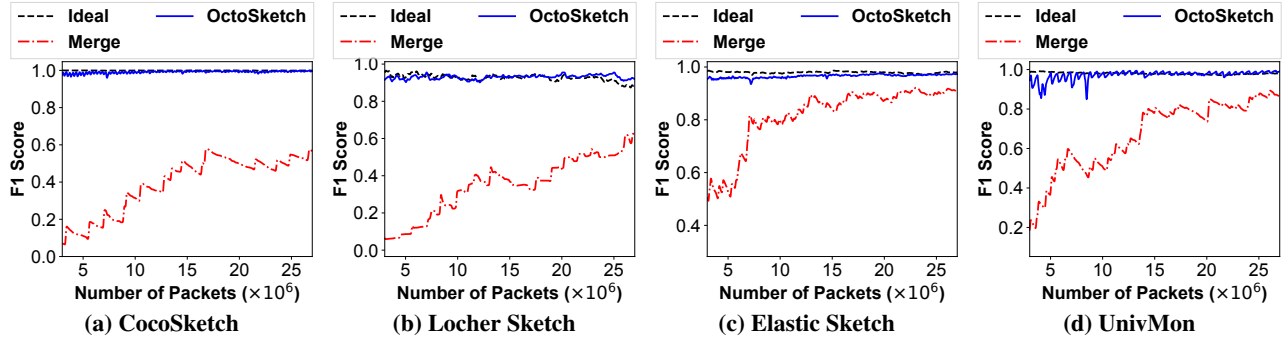 Ideal OctoSketch
Merge
F1 Score
1.0
0.8
0.6
0.4
0.2
0.0
5 10 15 20 25
Number of Packets (×10⁶)
(a) CocoSketch
Ideal OctoSketch
Merge
F1 Score
1.0
0.8
0.6
0.4
0.2
0.0
5 10 15 20 25
Number of Packets (×10⁶)
(b) Locher Sketch
Ideal OctoSketch
Merge
F1 Score
1.0
0.8
0.6
0.4
5 10 15 20 25
Number of Packets (×10⁶)
(c) Elastic Sketch
Ideal OctoSketch
Merge
F1 Score
1.0
0.8
0.6
0.4
0.2
5 10 15 20 25
Number of Packets (×10⁶)
(d) UnivMon